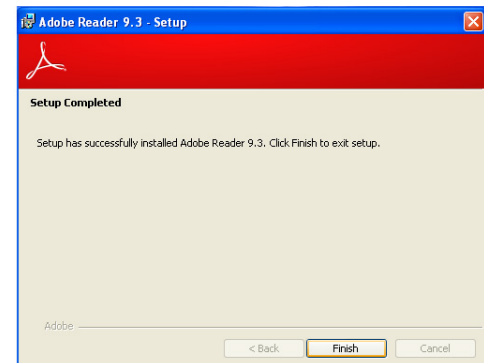 Adobe Reader 9.3 - Setup
Setup Completed
Setup has successfully installed Adobe Reader 9.3. Click Finish to exit setup.
Adobe
< Back Finish Cancel